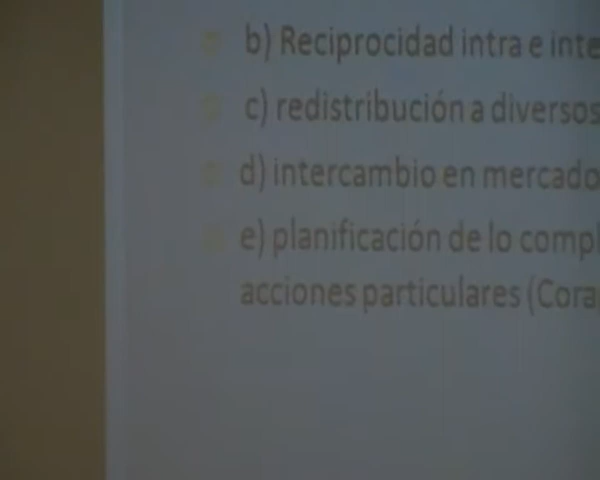 b) Reciprocidad intra e inte
c) redistribución a diversos
d) intercambio en mercado
e) planificación de lo compl
acciones particulares (Cora